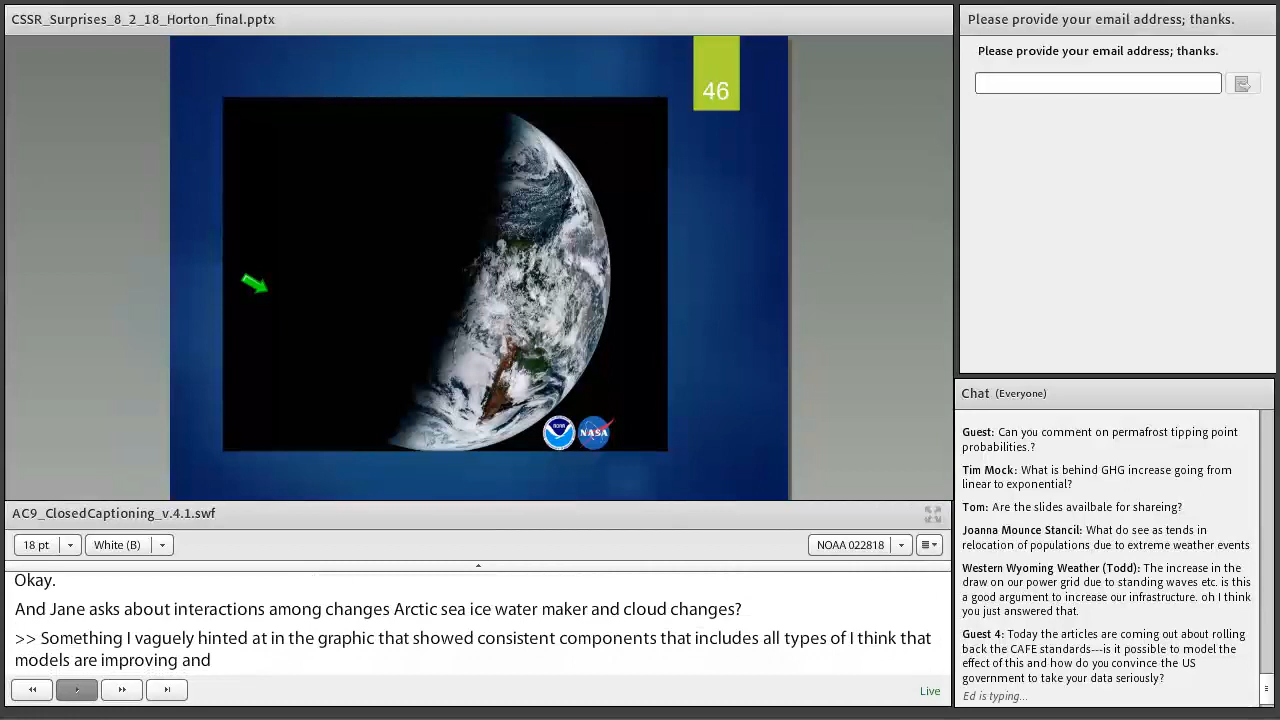 CSSR_Surprises_8_2_18_Horton_final.pptx
46
NOAA
NASA
AC9_ClosedCaptioning_v.4.1.swf
18 pt
White (B)
NOAA 022818
Okay.
And Jane asks about interactions among changes Arctic sea ice water maker and cloud changes?
>> Something I vaguely hinted at in the graphic that showed consistent components that includes all types of I think that
models are improving and
Live
Please provide your email address; thanks.
Please provide your email address; thanks.
Chat (Everyone)
Guest: Can you comment on permafrost tipping point
probabilities.?
Tim Mock: What is behind GHG increase going from
linear to exponential?
Tom: Are the slides availbale for shareing?
Joanna Mounce Stancil: What do see as tends in
relocation of populations due to extreme weather events
Western Wyoming Weather (Todd): The increase in the
draw on our power grid due to standing waves etc. is this
a good argument to increase our infrastructure. oh I think
you just answered that.
Guest 4: Today the articles are coming out about rolling
back the CAFE standards---is it possible to model the
effect of this and how do you convince the US
government to take your data seriously?
Ed is typing...